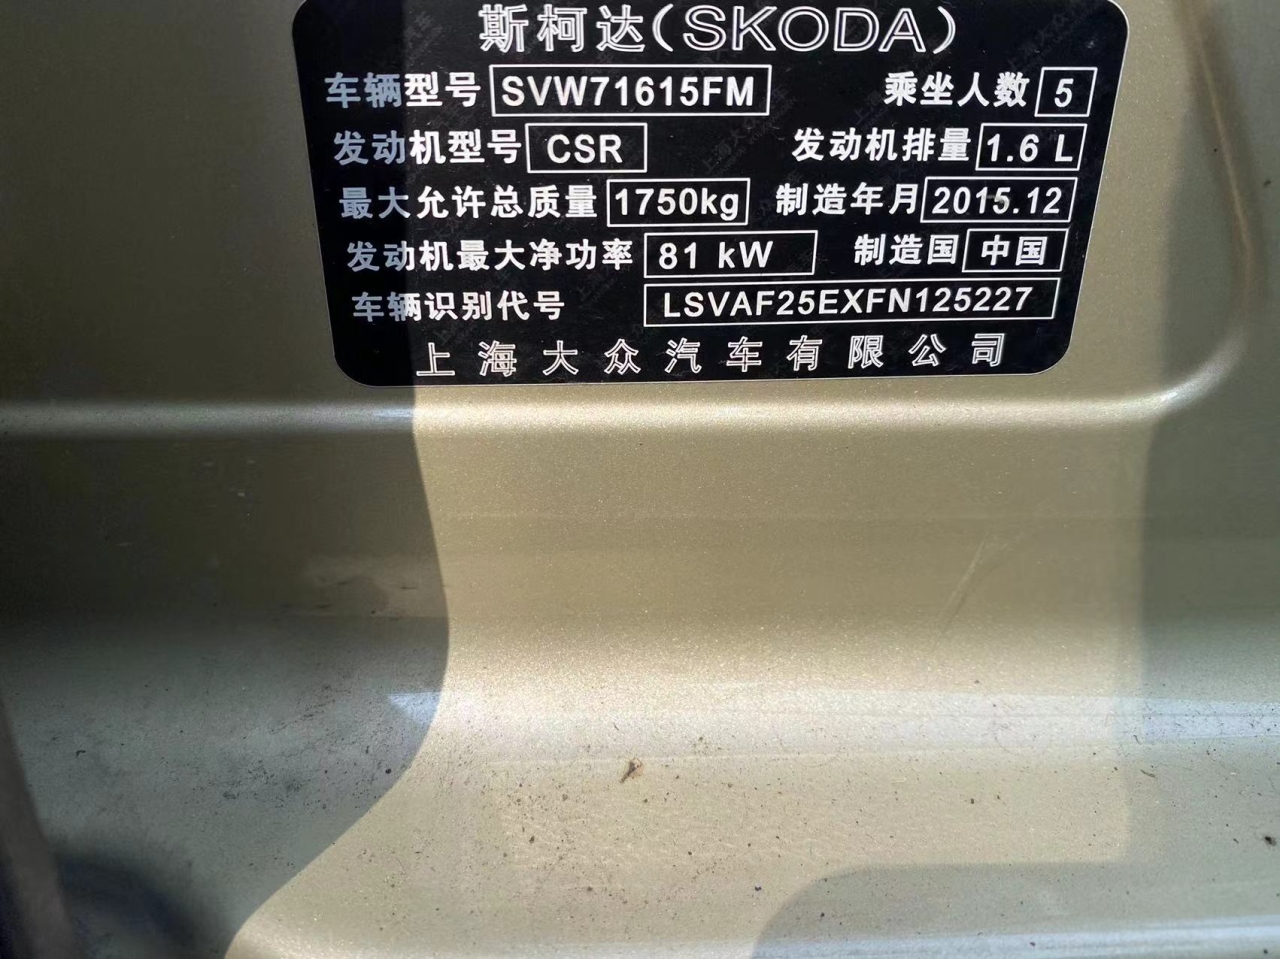 斯柯达(SKODA)
车辆型号 SVW71615FM 乘坐人数 5
发动机型号 CSR 发动机排量 1.6 L
最大允许总质量 1750kg 制造年月 2015.12
发动机最大净功率 81 kW 制造国 中国
车辆识别代号 LSVAF25EXFN125227
上海大众汽车有限公司